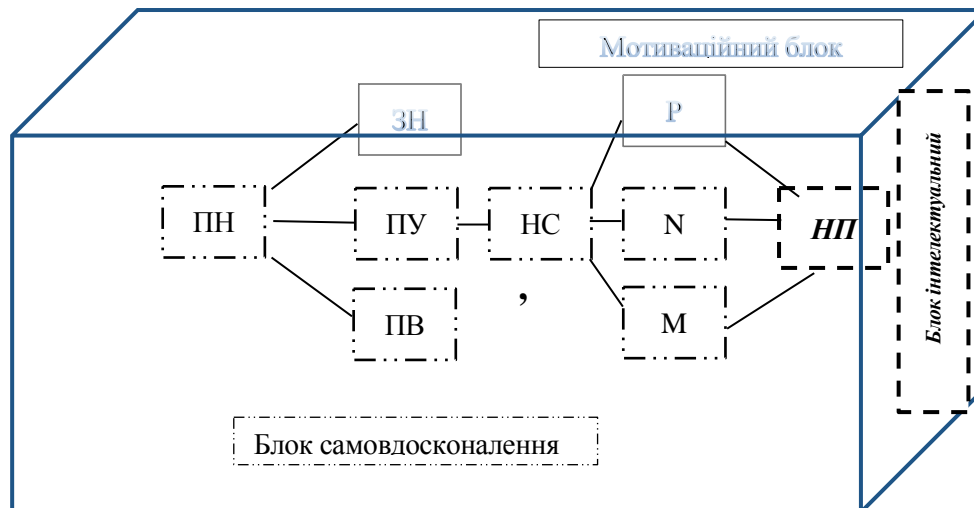 Мотиваційний блок
ЗН
Р
ПН
ПУ
НС
N
НП
ПВ
,
М
Блок інтелектуальний
Блок самовдосконалення